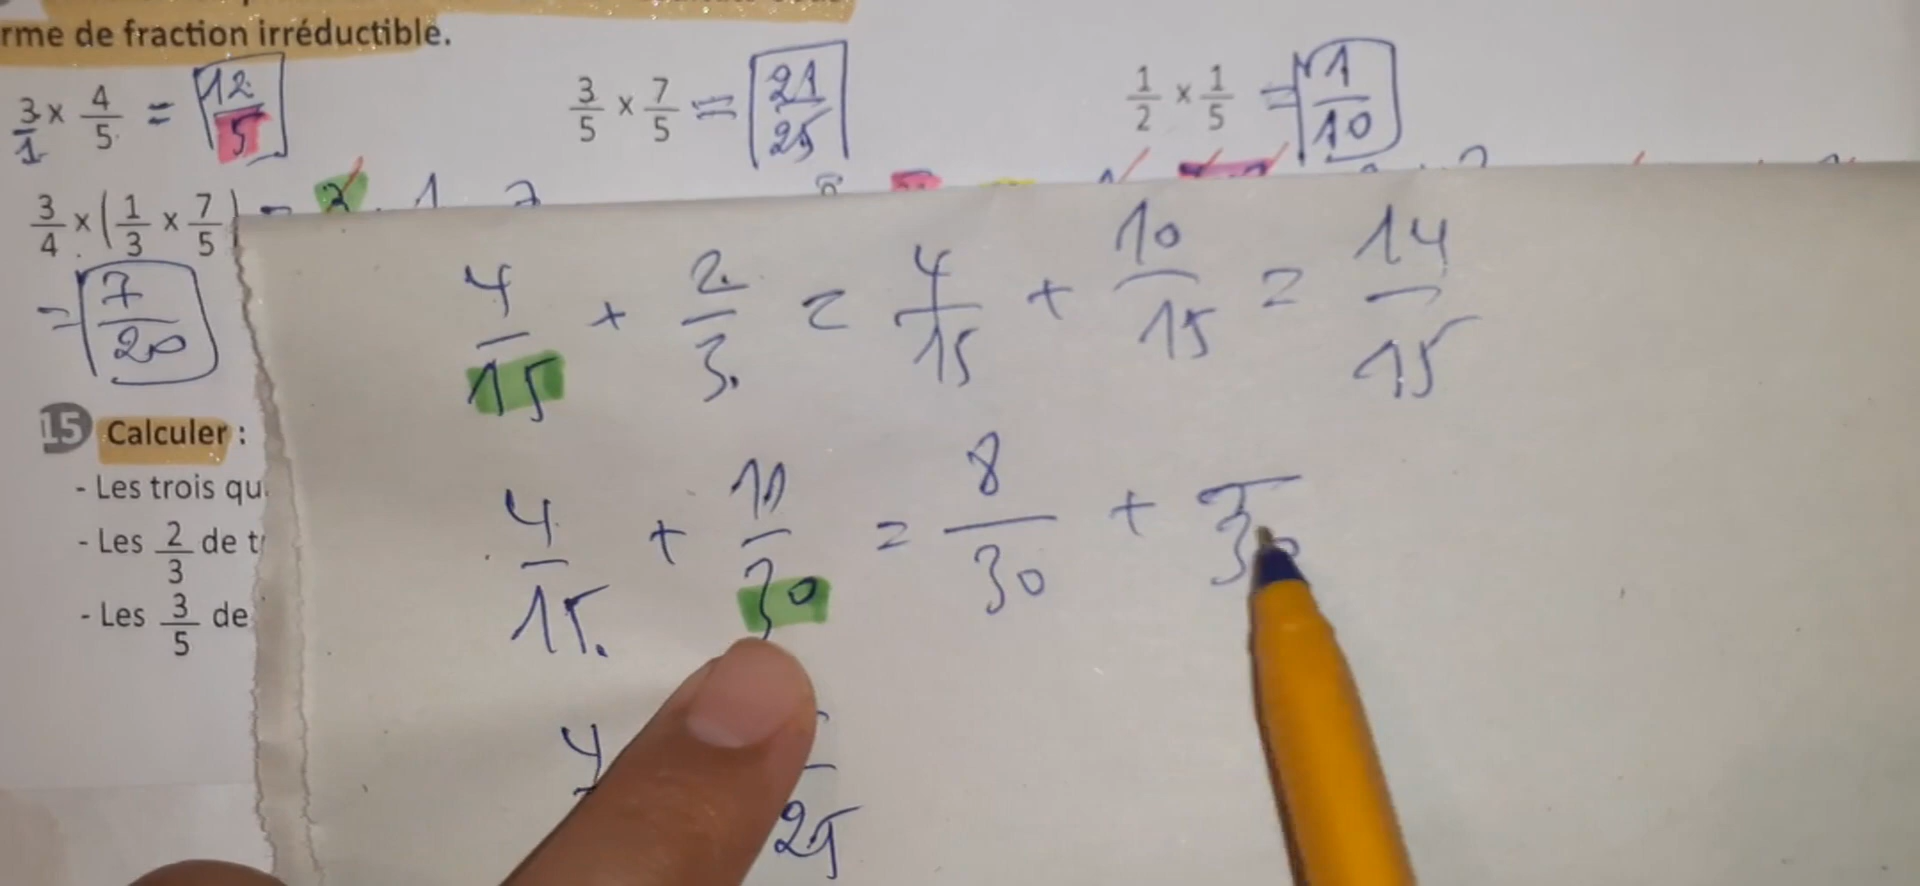 rme de fraction irréductible.
3/1 × 4/5 = 12/5
3/5 × 7/5 = 21/25
1/2 × 1/5 = 1/10
3/4 × (1/3 × 7/5)
= 7/20
4/15 + 2/3 = 4/15 + 10/15 = 14/15
15 Calculer :
- Les trois qu
- Les 2/3 de t
- Les 3/5 de
4/15 + 11/30 = 8/30 + /30
4
25